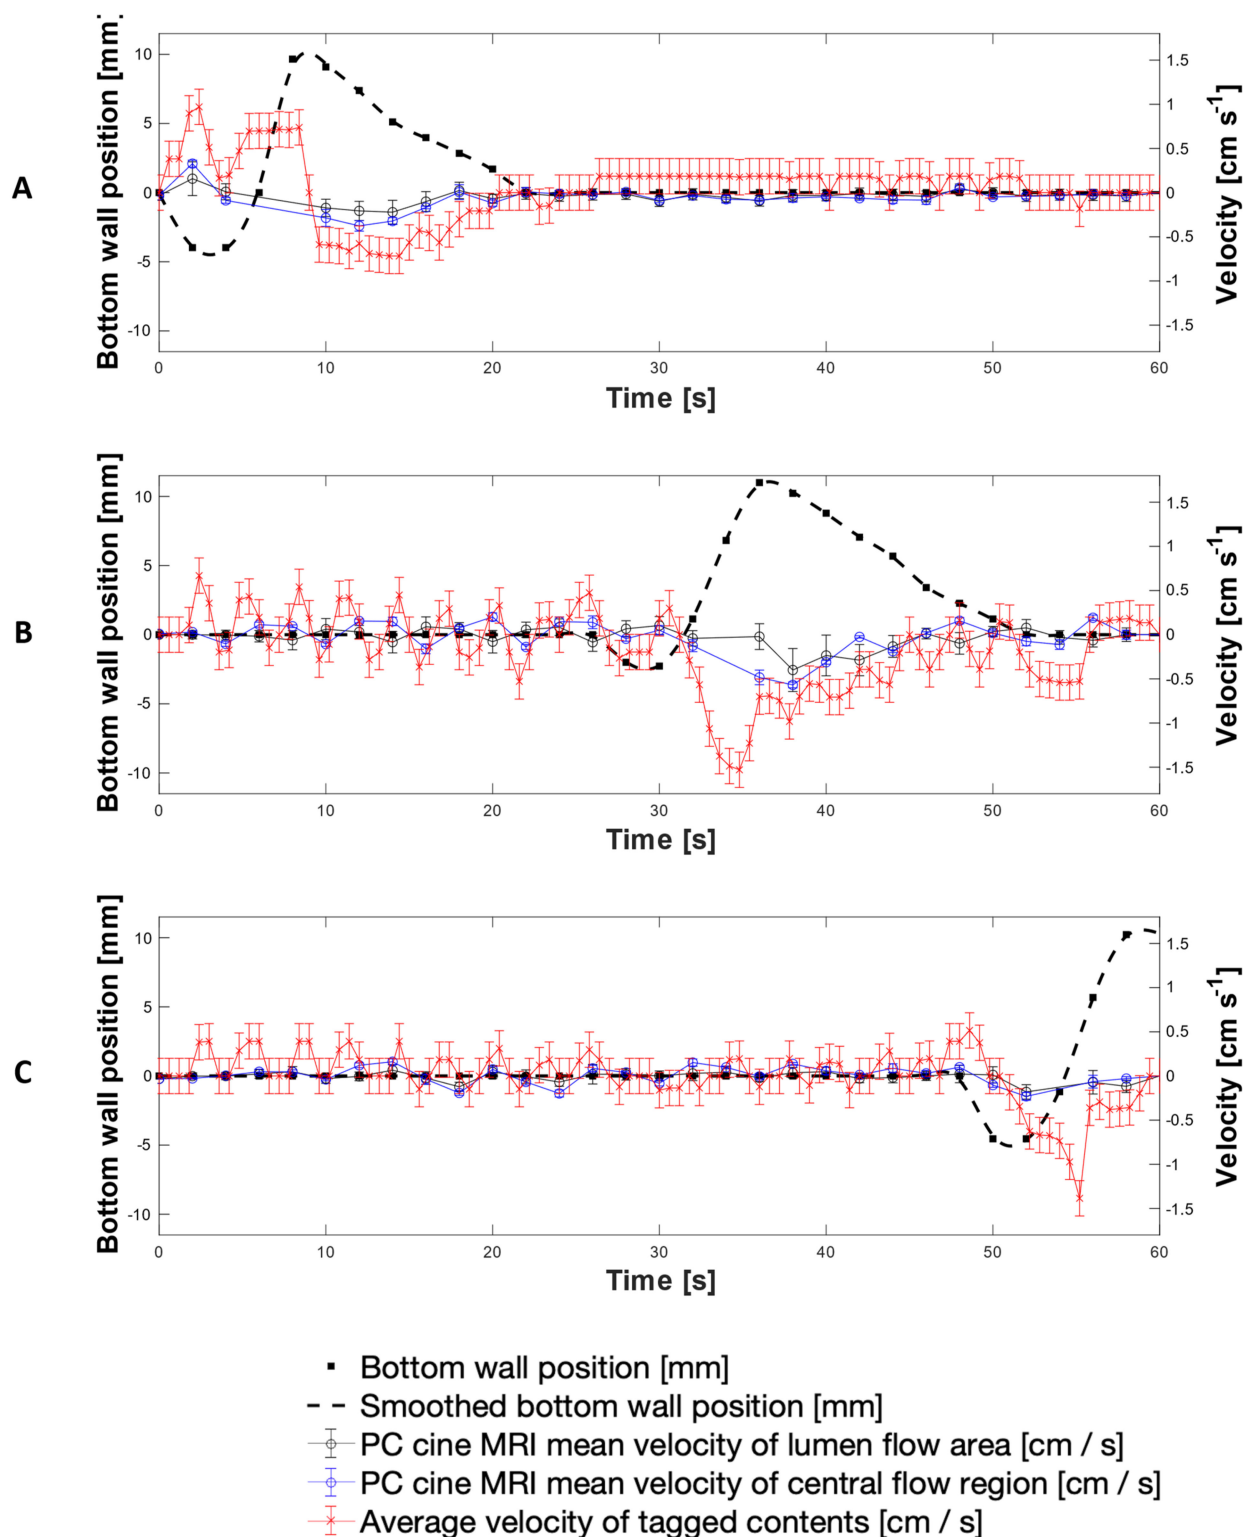 A
Bottom wall position [mm]
10
5
0
-5
-10
1.5
1
0.5
0
-0.5
-1
-1.5
Velocity [cm s-1]
0 10 20 30 40 50 60
Time [s]
B
Bottom wall position [mm]
10
5
0
-5
-10
1.5
1
0.5
0
-0.5
-1
-1.5
Velocity [cm s-1]
0 10 20 30 40 50 60
Time [s]
C
Bottom wall position [mm]
10
5
0
-5
-10
1.5
1
0.5
0
-0.5
-1
-1.5
Velocity [cm s-1]
0 10 20 30 40 50 60
Time [s]
Bottom wall position [mm]
Smoothed bottom wall position [mm]
PC cine MRI mean velocity of lumen flow area [cm / s]
PC cine MRI mean velocity of central flow region [cm / s]
Average velocity of tagged contents [cm / s]